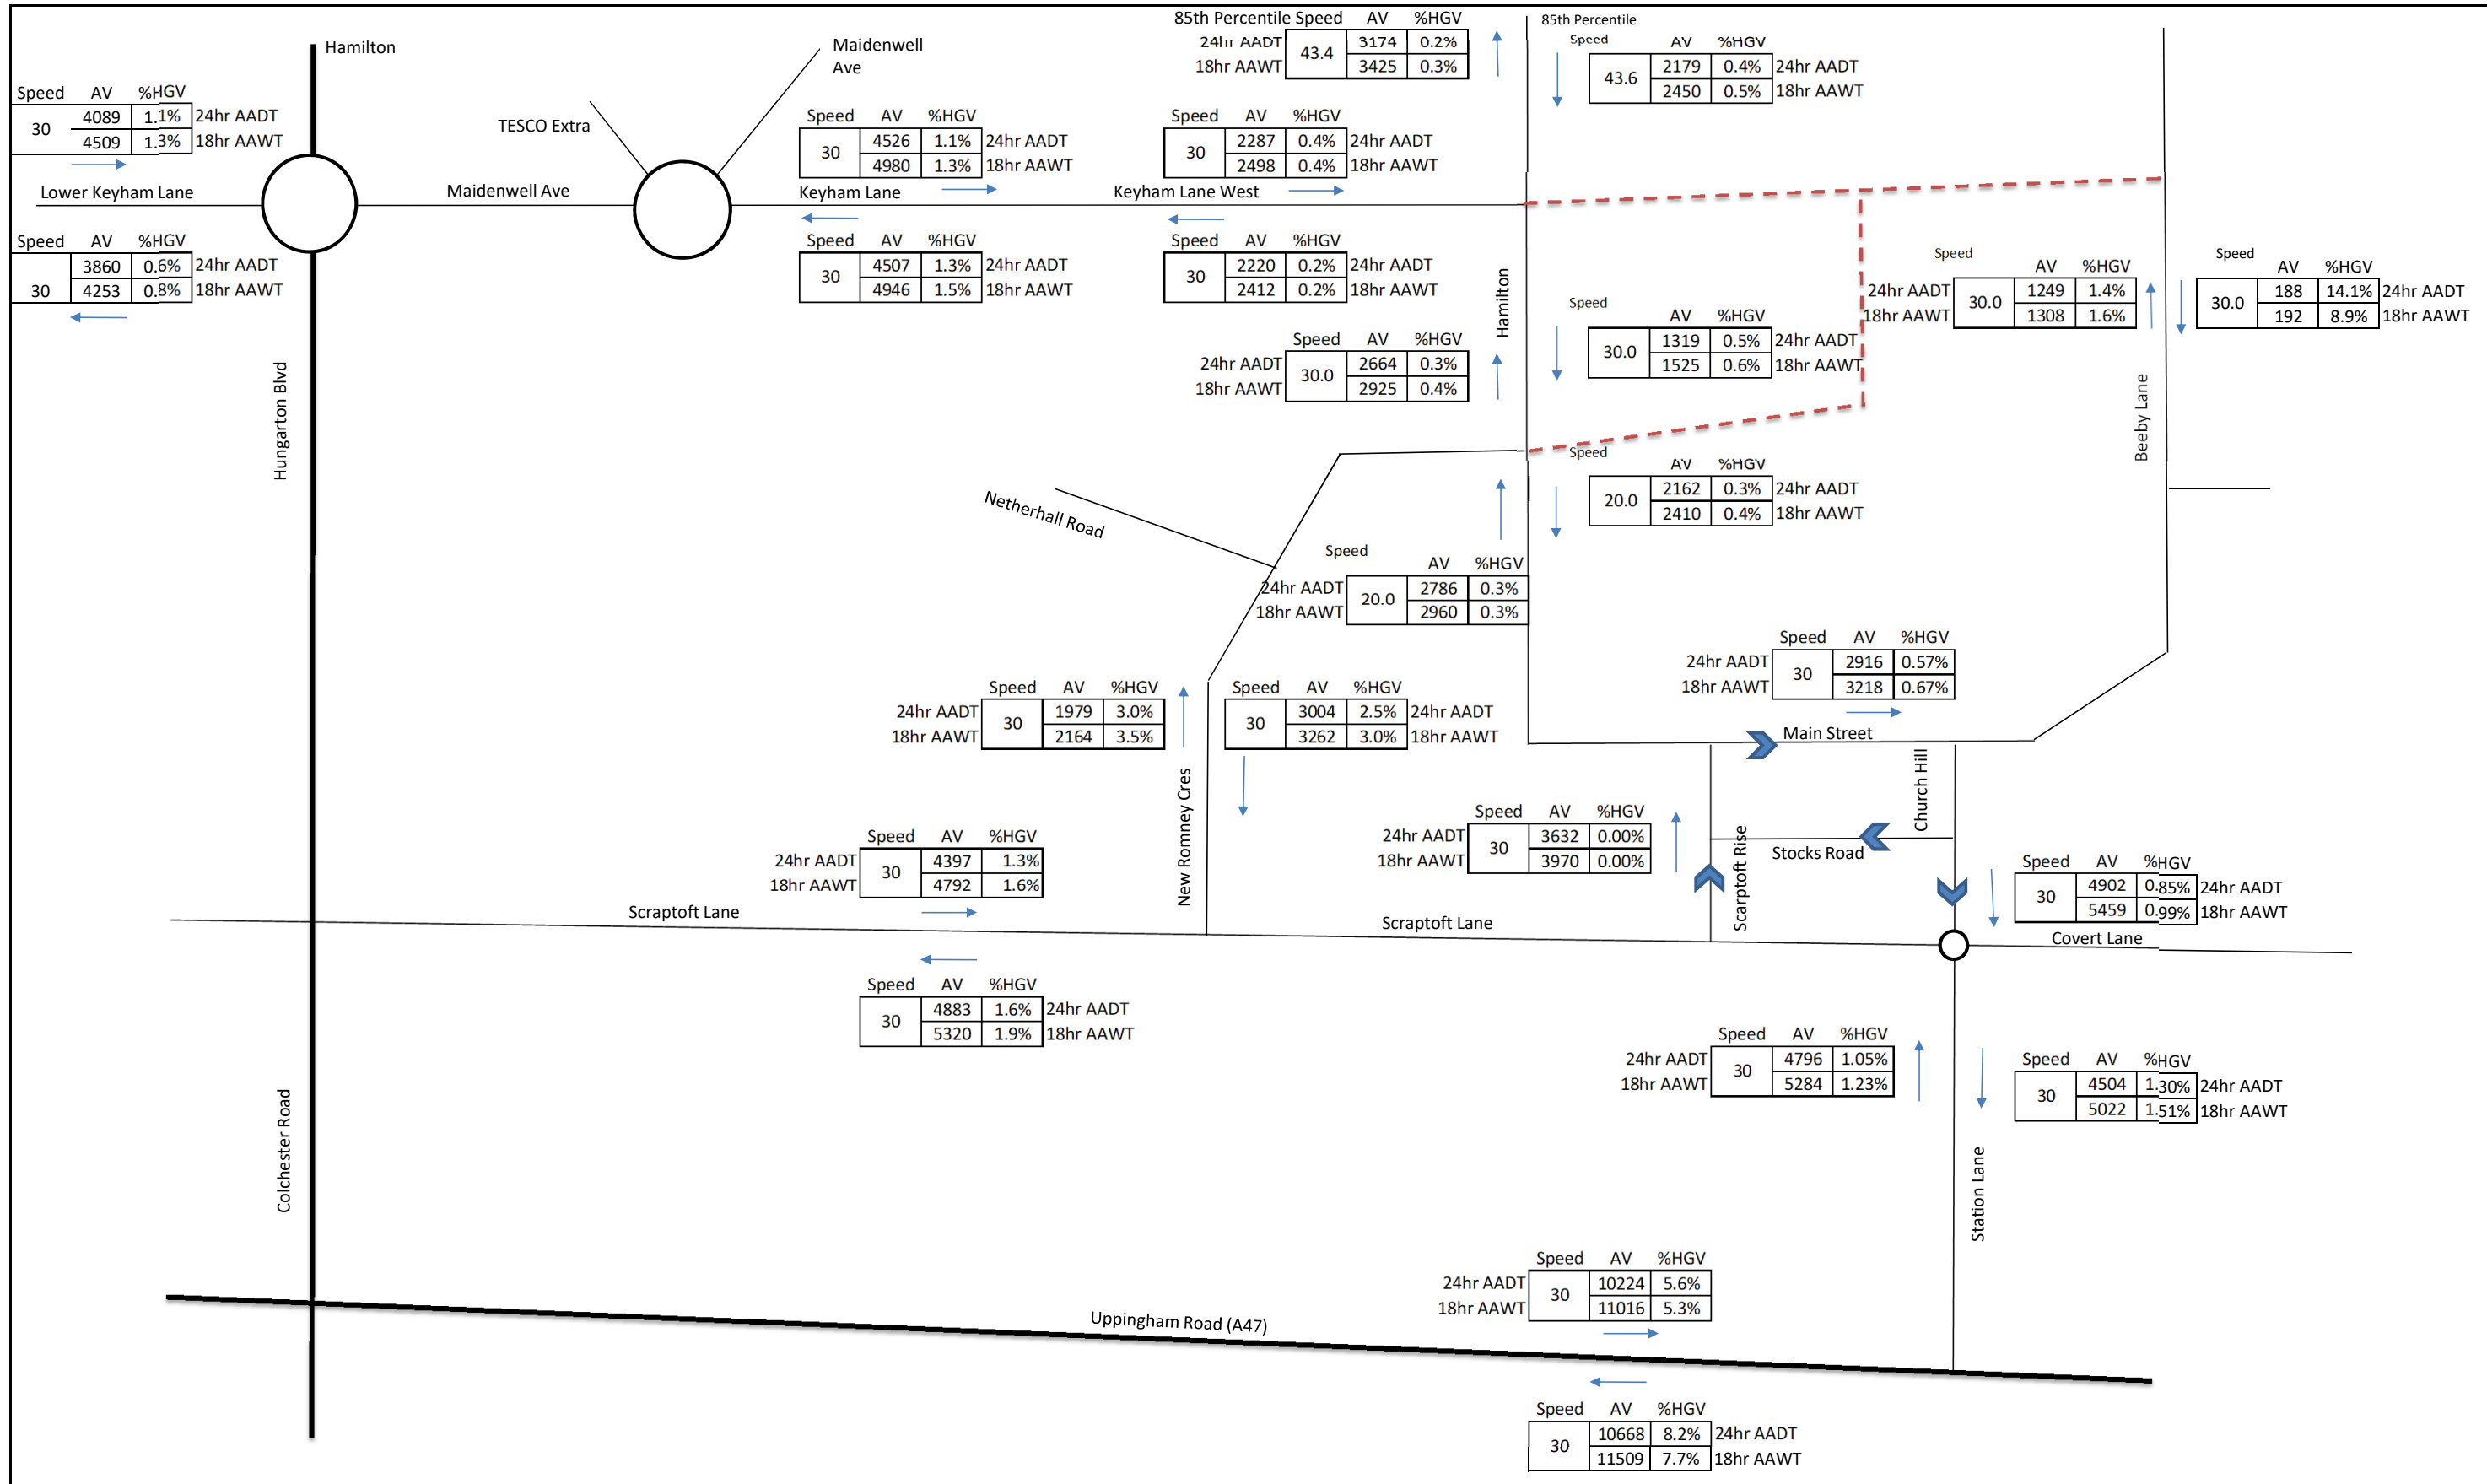 85th Percentile Speed AV %HGV
24hr AADT 43.4 3174 0.2%
18hr AAWT 3425 0.3%
85th Percentile
Speed AV %HGV
43.6 2179 0.4% 24hr AADT
2450 0.5% 18hr AAWT
Hamilton
Maidenwell
Ave
TESCO Extra
Speed AV %HGV
30 4089 1.1% 24hr AADT
4509 1.3% 18hr AAWT
Speed AV %HGV
30 4526 1.1% 24hr AADT
4980 1.3% 18hr AAWT
Speed AV %HGV
30 2287 0.4% 24hr AADT
2498 0.4% 18hr AAWT
Lower Keyham Lane
Maidenwell Ave
Keyham Lane
Keyham Lane West
Speed AV %HGV
3860 0.6% 24hr AADT
30 4253 0.8% 18hr AAWT
Speed AV %HGV
30 4507 1.3% 24hr AADT
4946 1.5% 18hr AAWT
Speed AV %HGV
30 2220 0.2% 24hr AADT
2412 0.2% 18hr AAWT
Hamilton
Speed
AV %HGV
24hr AADT 30.0 1249 1.4%
18hr AAWT 1308 1.6%
Speed
AV %HGV
30.0 188 14.1% 24hr AADT
192 8.9% 18hr AAWT
Speed
AV %HGV
30.0 1319 0.5% 24hr AADT
1525 0.6% 18hr AAWT
Speed AV %HGV
24hr AADT 30.0 2664 0.3%
18hr AAWT 2925 0.4%
Hungarton Blvd
Beeby Lane
Speed
AV %HGV
20.0 2162 0.3% 24hr AADT
2410 0.4% 18hr AAWT
Netherhall Road
Speed
AV %HGV
24hr AADT 20.0 2786 0.3%
18hr AAWT 2960 0.3%
Speed AV %HGV
24hr AADT 30 2916 0.57%
18hr AAWT 3218 0.67%
Main Street
Speed AV %HGV
24hr AADT 30 1979 3.0%
18hr AAWT 2164 3.5%
Speed AV %HGV
30 3004 2.5% 24hr AADT
3262 3.0% 18hr AAWT
New Romney Cres
Church Hill
Speed AV %HGV
24hr AADT 30 3632 0.00%
18hr AAWT 3970 0.00%
Scarptoft Rise
Stocks Road
Speed AV %HGV
24hr AADT 30 4397 1.3%
18hr AAWT 4792 1.6%
Speed AV %HGV
30 4902 0.85% 24hr AADT
5459 0.99% 18hr AAWT
Scraptoft Lane
Scraptoft Lane
Covert Lane
Speed AV %HGV
30 4883 1.6% 24hr AADT
5320 1.9% 18hr AAWT
Speed AV %HGV
24hr AADT 30 4796 1.05%
18hr AAWT 5284 1.23%
Speed AV %HGV
30 4504 1.30% 24hr AADT
5022 1.51% 18hr AAWT
Colchester Road
Station Lane
Speed AV %HGV
24hr AADT 30 10224 5.6%
18hr AAWT 11016 5.3%
Uppingham Road (A47)
Speed AV %HGV
30 10668 8.2% 24hr AADT
11509 7.7% 18hr AAWT